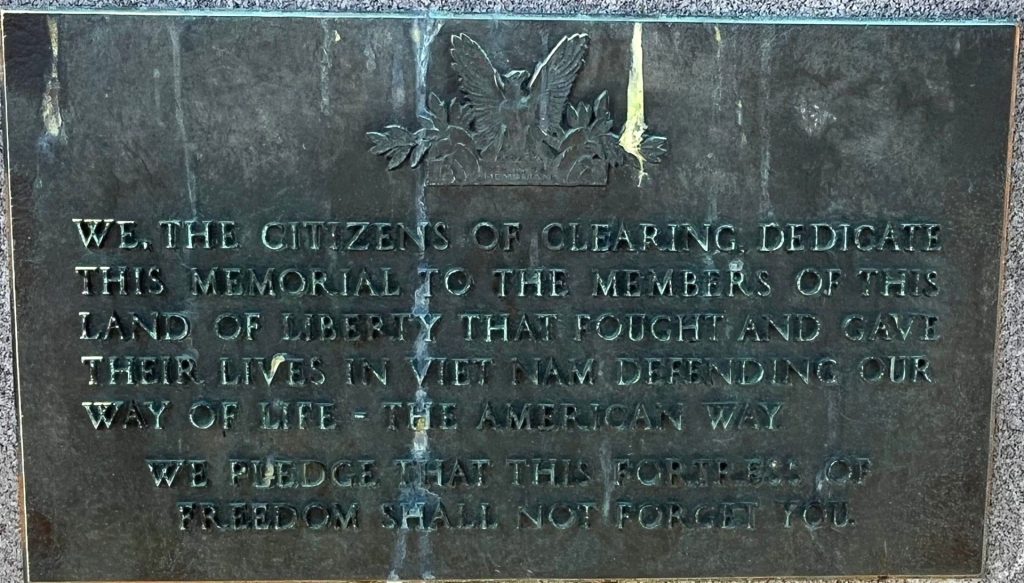 WE, THE CITIZENS OF CLEARING, DEDICATE
THIS MEMORIAL TO THE MEMBERS OF THIS
LAND OF LIBERTY THAT FOUGHT AND GAVE
THEIR LIVES IN VIET NAM DEFENDING OUR
WAY OF LIFE - THE AMERICAN WAY.
WE PLEDGE THAT THIS FORTRESS OF
FREEDOM SHALL NOT FORGET YOU.